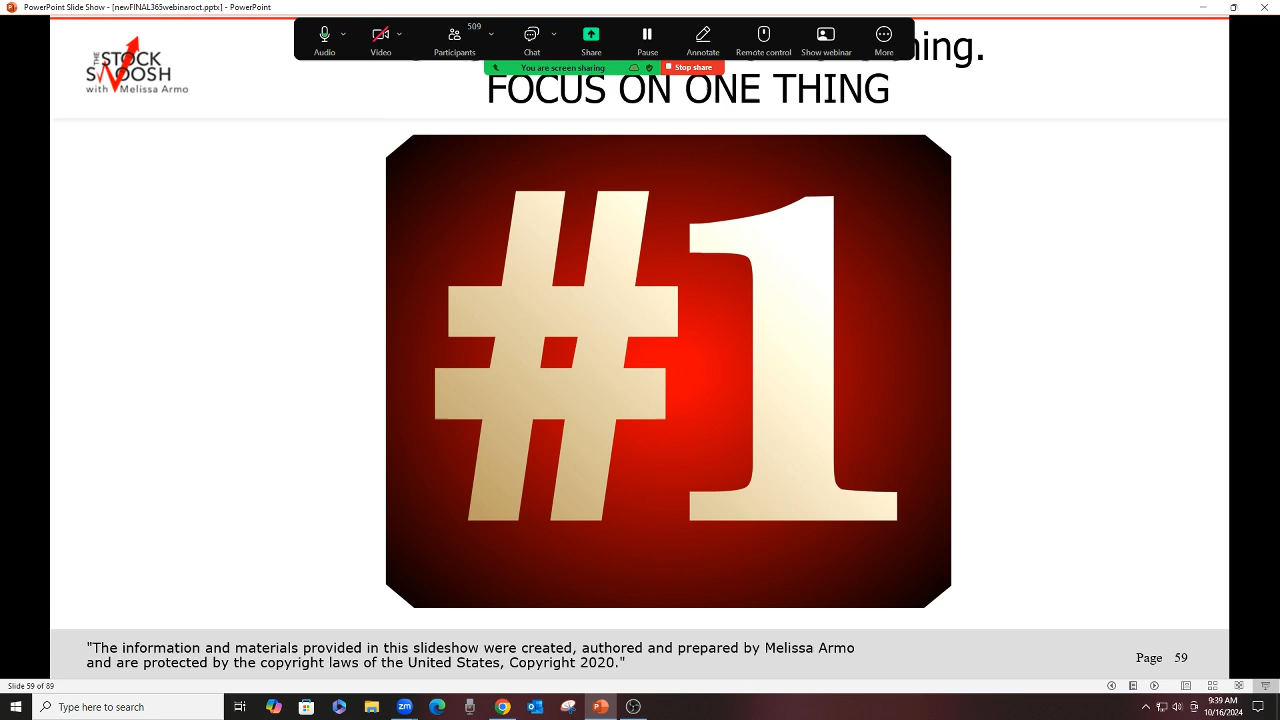 PowerPoint Slide Show - [newFINAL365webinaroct.pptx] - PowerPoint
THE
STOCK
SWOOSH
with Melissa Armo
509
Audio
Video
Participants
Chat
Share
Pause
Annotate
Remote control
Show webinar
More
You are screen sharing
Stop share
FOCUS ON ONE THING
#1
"The information and materials provided in this slideshow were created, authored and prepared by Melissa Armo
and are protected by the copyright laws of the United States, Copyright 2020."
Page 59
Slide 59 of 89
Type here to search
9:39 AM
10/16/2024